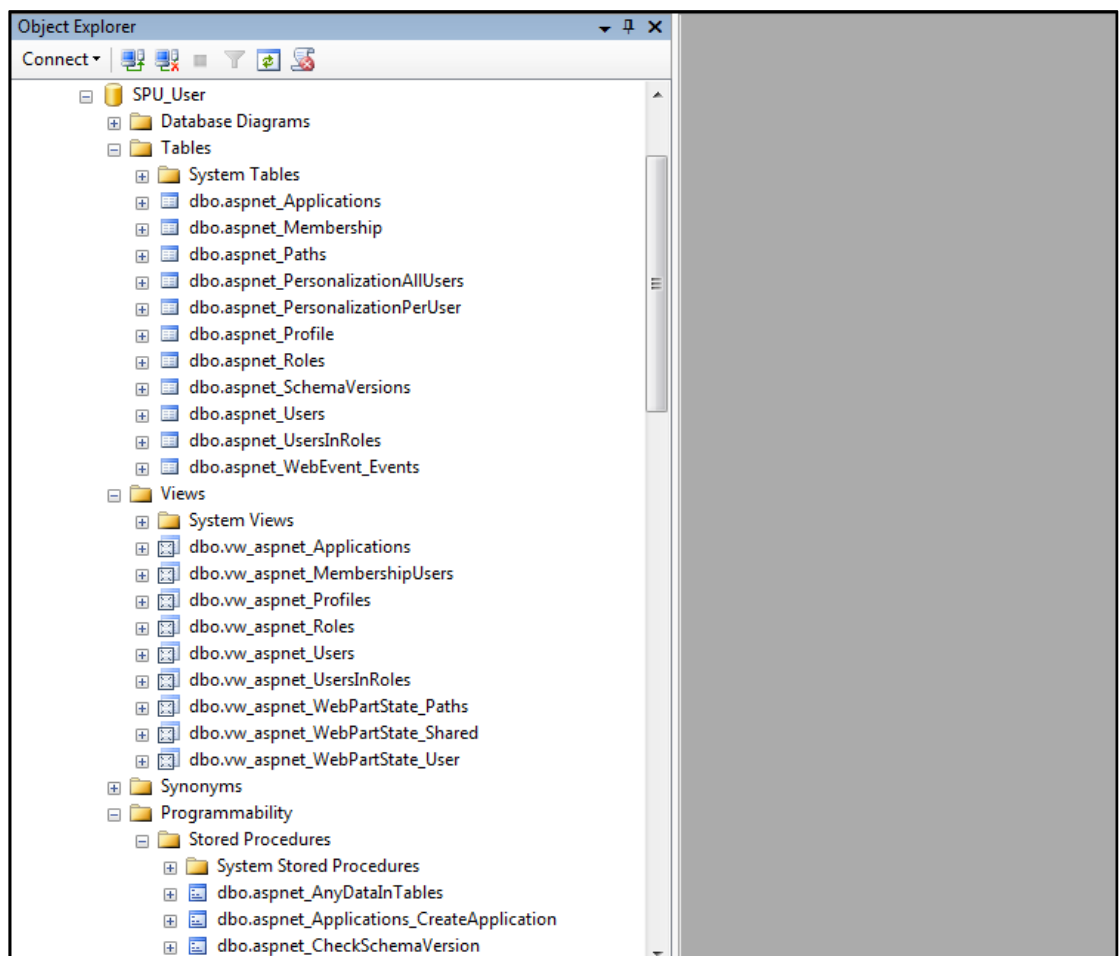 Object Explorer
Connect
SPU_User
Database Diagrams
Tables
System Tables
dbo.aspnet_Applications
dbo.aspnet_Membership
dbo.aspnet_Paths
dbo.aspnet_PersonalizationAllUsers
dbo.aspnet_PersonalizationPerUser
dbo.aspnet_Profile
dbo.aspnet_Roles
dbo.aspnet_SchemaVersions
dbo.aspnet_Users
dbo.aspnet_UsersInRoles
dbo.aspnet_WebEvent_Events
Views
System Views
dbo.vw_aspnet_Applications
dbo.vw_aspnet_MembershipUsers
dbo.vw_aspnet_Profiles
dbo.vw_aspnet_Roles
dbo.vw_aspnet_Users
dbo.vw_aspnet_UsersInRoles
dbo.vw_aspnet_WebPartState_Paths
dbo.vw_aspnet_WebPartState_Shared
dbo.vw_aspnet_WebPartState_User
Synonyms
Programmability
Stored Procedures
System Stored Procedures
dbo.aspnet_AnyDataInTables
dbo.aspnet_Applications_CreateApplication
dbo.aspnet_CheckSchemaVersion